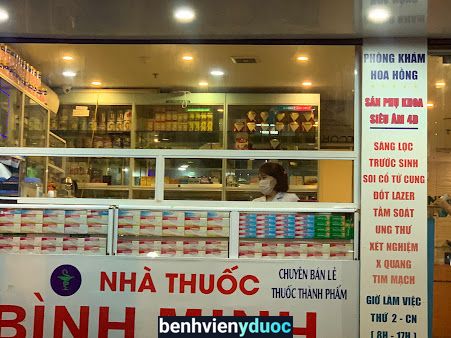 PHÒNG KHÁM
HOA HỒNG
SẢN PHỤ KHOA
SIÊU ÂM 4D
SÀNG LỌC
TRƯỚC SINH
SOI CỔ TỬ CUNG
ĐỐT LAZER
TẦM SOÁT
UNG THƯ
XÉT NGHIỆM
X QUANG
TIM MẠCH
GIỜ LÀM VIỆC
THỨ 2 - CN
[ 8H - 17H ]
NHÀ THUỐC
CHUYÊN BÁN LẺ
THUỐC THÀNH PHẨM
BÌNH MINH
benhvienyduoc